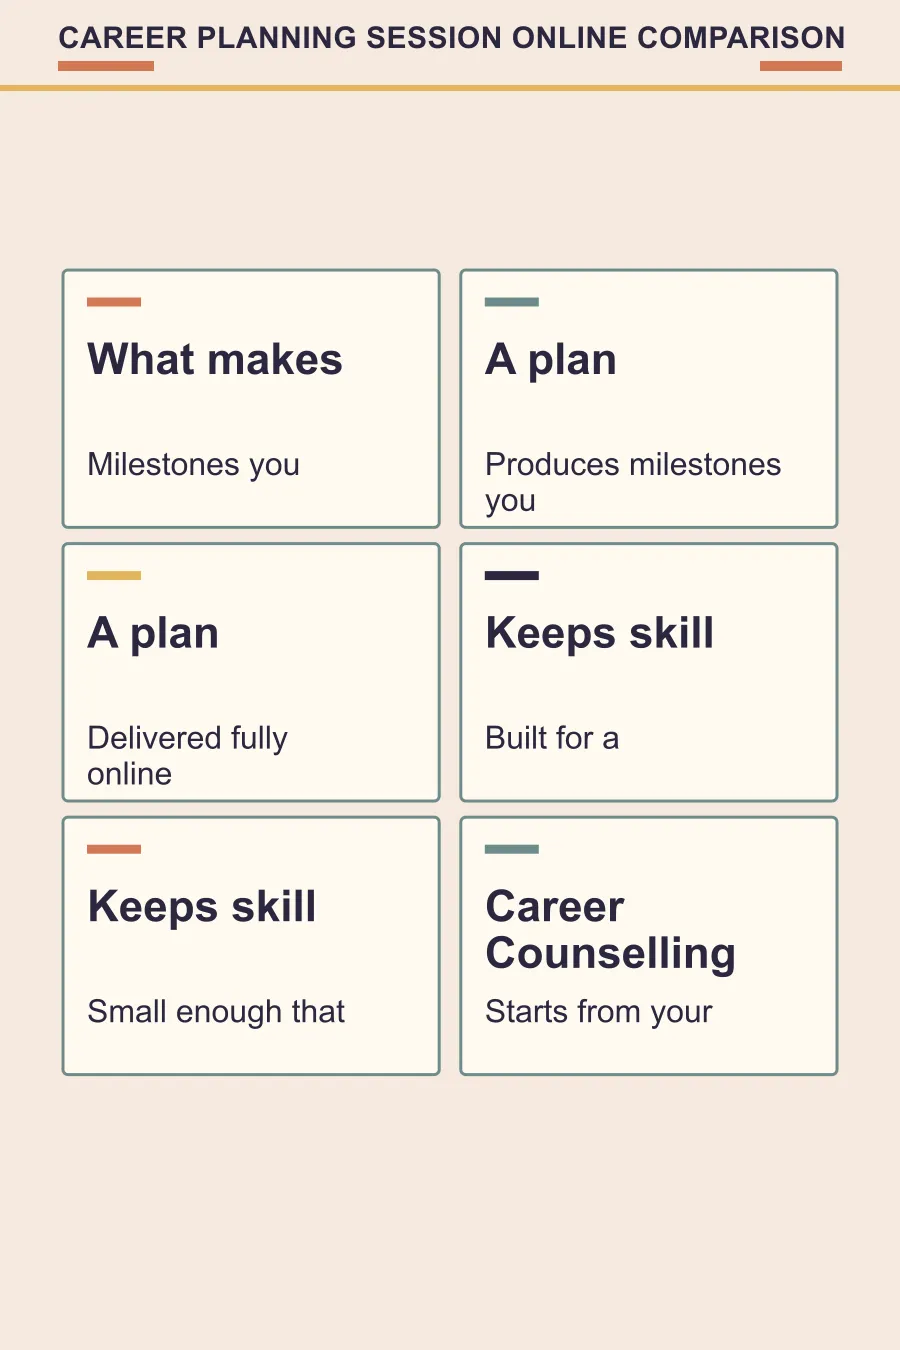 CAREER PLANNING SESSION ONLINE COMPARISON
What makes
Milestones you
A plan
Produces milestones
you
A plan
Delivered fully
online
Keeps skill
Built for a
Keeps skill
Small enough that
Career
Counselling
Starts from your